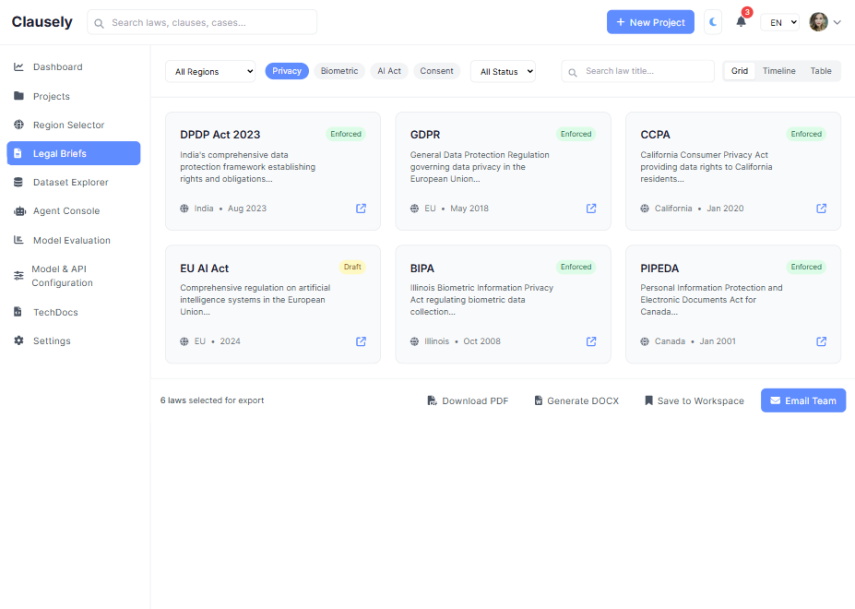 Clausely
Search laws, clauses, cases...
+ New Project
3
EN
Dashboard
Projects
Region Selector
Legal Briefs
Dataset Explorer
Agent Console
Model Evaluation
Model & API
Configuration
TechDocs
Settings
All Regions
Privacy
Biometric
AI Act
Consent
All Status
Search law title...
Grid
Timeline
Table
DPDP Act 2023
Enforced
India's comprehensive data
protection framework establishing
rights and obligations...
India • Aug 2023
GDPR
Enforced
General Data Protection Regulation
governing data privacy in the
European Union...
EU • May 2018
CCPA
Enforced
California Consumer Privacy Act
providing data rights to California
residents...
California • Jan 2020
EU AI Act
Draft
Comprehensive regulation on artificial
intelligence systems in the European
Union...
EU • 2024
BIPA
Enforced
Illinois Biometric Information Privacy
Act regulating biometric data
collection...
Illinois • Oct 2008
PIPEDA
Enforced
Personal Information Protection and
Electronic Documents Act for
Canada...
Canada • Jan 2001
6 laws selected for export
Download PDF
Generate DOCX
Save to Workspace
Email Team